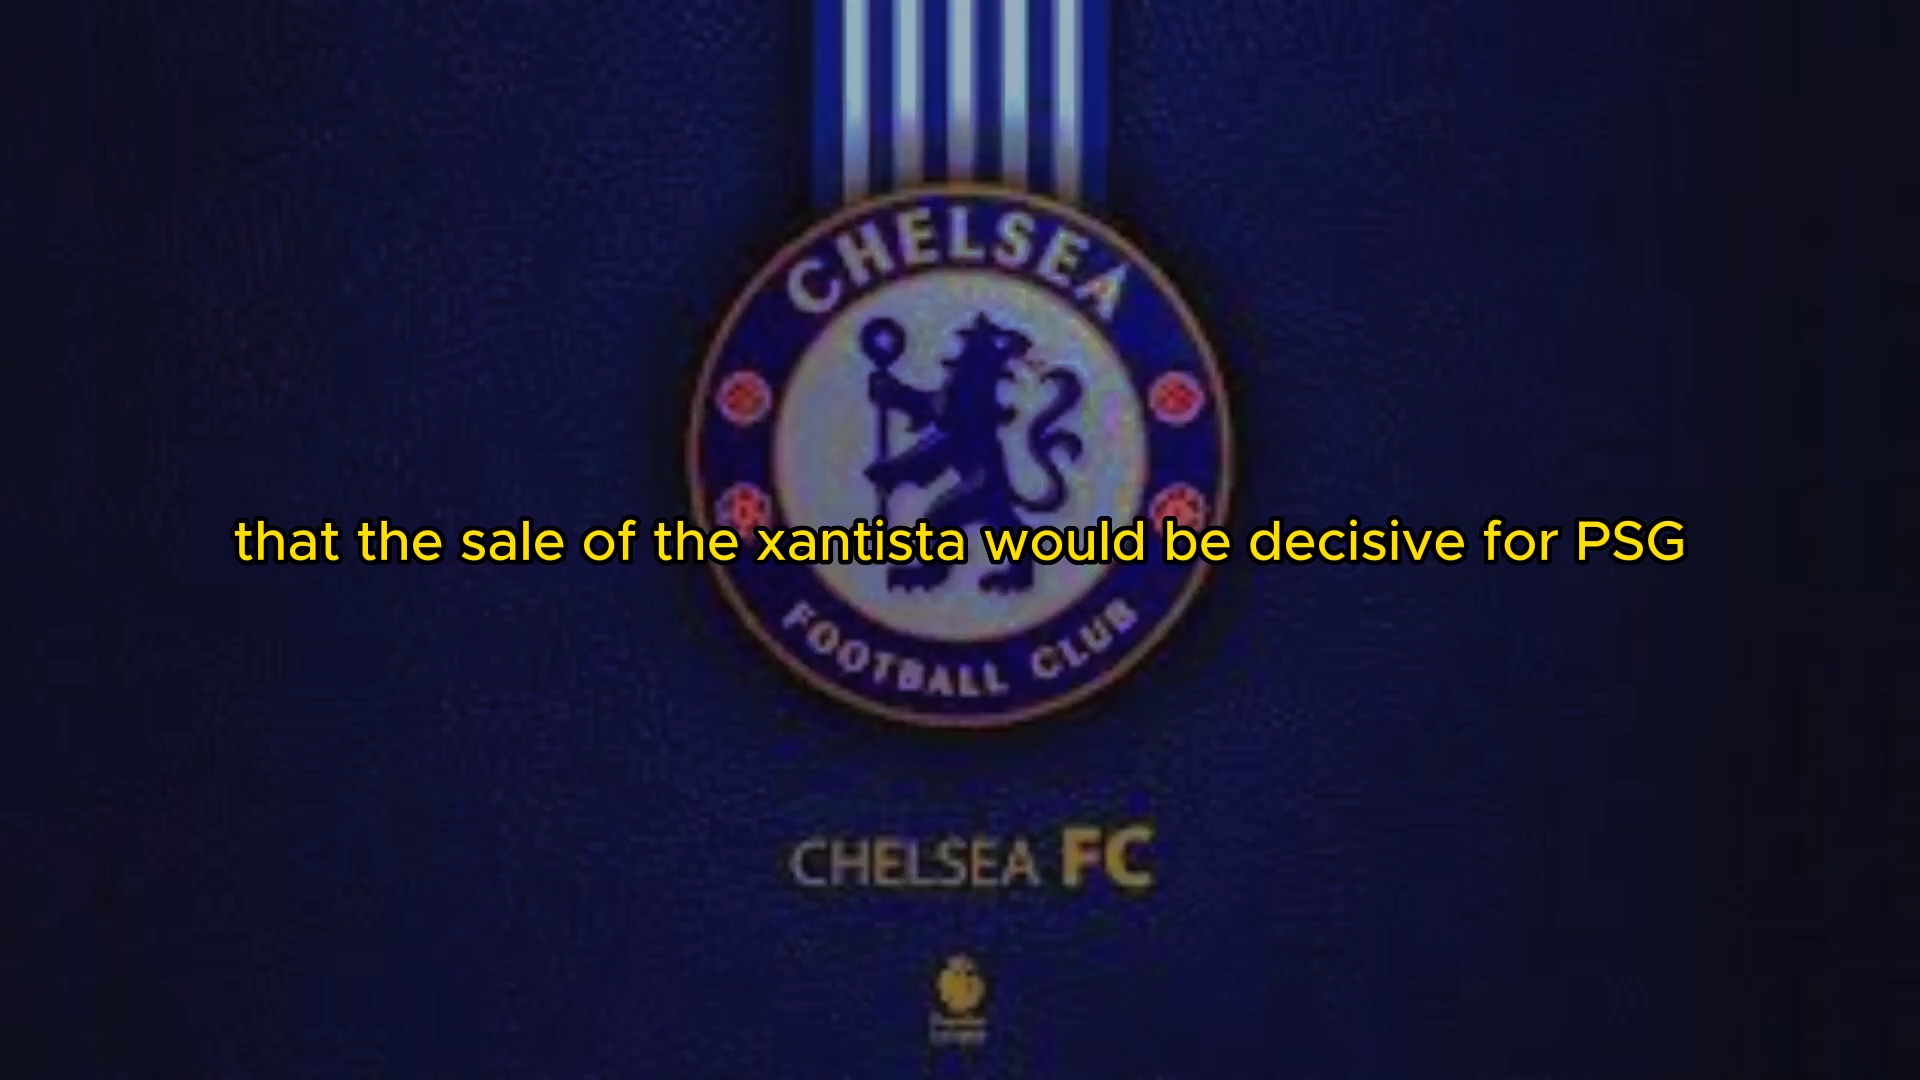 CHELSEA
that the sale of the xantista would be decisive for PSG
FOOTBALL CLUB
CHELSEA FC